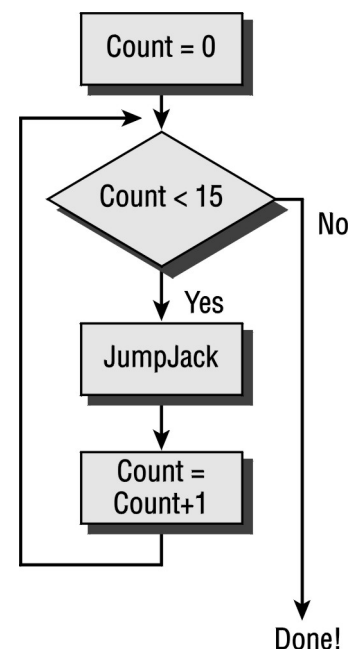 Count = 0
Count < 15
No
Yes
JumpJack
Count =
Count+1
Done!